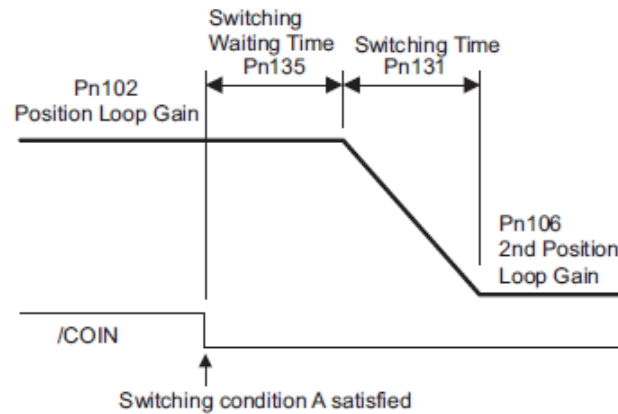 Switching
Waiting Time
Pn135
Switching Time
Pn131
Pn102
Position Loop Gain
Pn106
2nd Position
Loop Gain
/COIN
Switching condition A satisfied